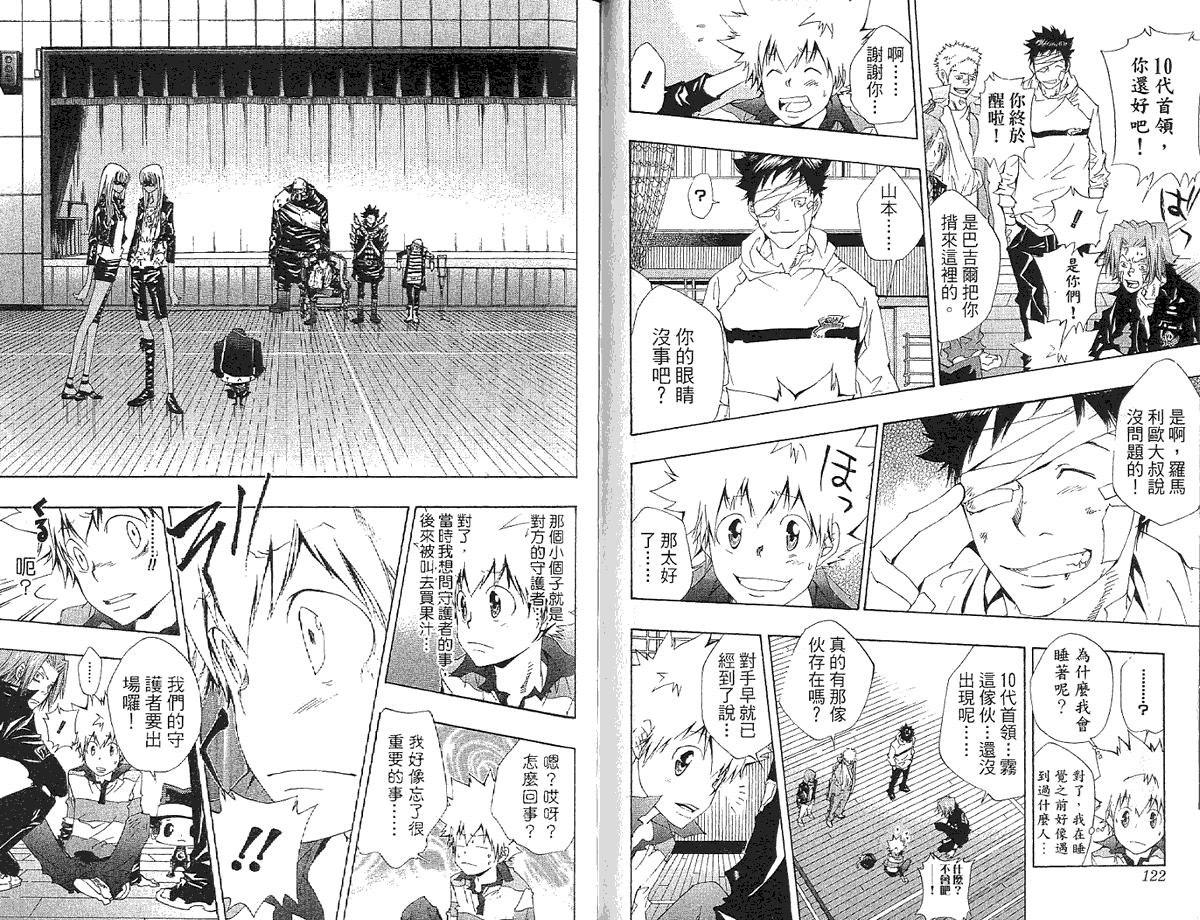 10代首領，
你還好吧！
你終於
醒啦！
ば
！
是你們！
是巴吉爾把你
揹來這裡的。
啊……
謝謝你…
！
山本……
？
你的眼睛
沒事吧？
是啊，羅馬
利歐大叔說
沒問題的！
ほっ
那太好
了……
………？
為什麼我會
睡著呢？
對了，我在睡
覺之前好像遇
到過什麼人…
10代首領…霧
這傢伙…還沒
出現呢……
真的有那傢
伙存在嗎？
什麼？
不會吧
──！
對手早就已
經到了說…
122
那個小個子就是
對方的守護者…
對了，
當時我想問守護者的事
後來被叫去買果汁…
嗯？哎呀？
怎麼回事？
我好像忘了很
重要的事……
!!
くる
!!
呃？
我們的守
護者要出
場囉！
……
！